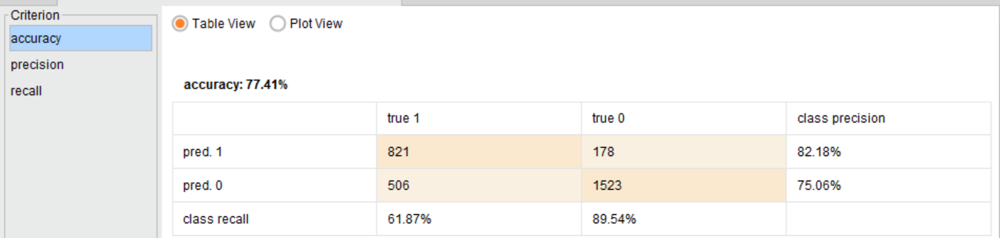 Criterion
accuracy
precision
recall
Table View Plot View
accuracy: 77.41%
true 1 true 0 class precision
pred. 1 821 178 82.18%
pred. 0 506 1523 75.06%
class recall 61.87% 89.54%